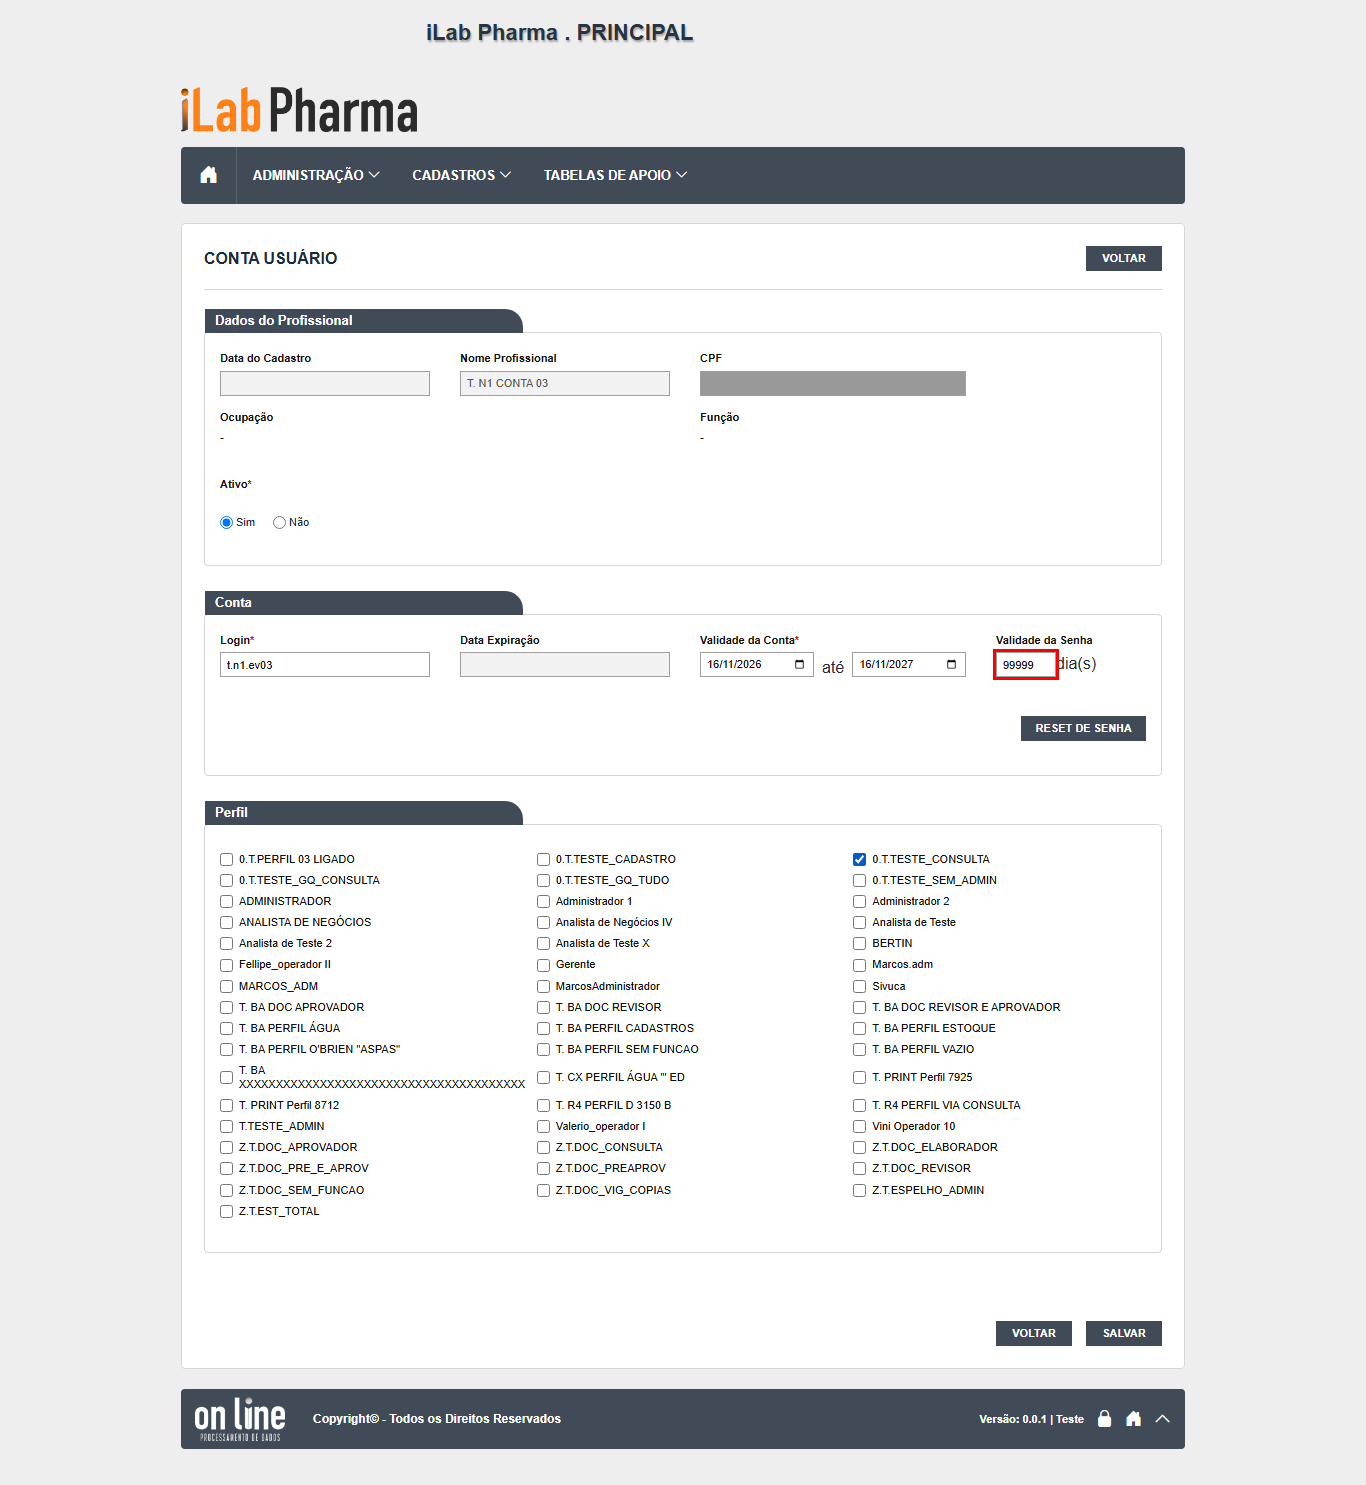 iLab Pharma . PRINCIPAL
iLab Pharma
ADMINISTRAÇÃO CADASTROS TABELAS DE APOIO
CONTA USUÁRIO VOLTAR
Dados do Profissional
Data do Cadastro Nome Profissional CPF
T. N1 CONTA 03
Ocupação Função
- -
Ativo*
Sim Não
Conta
Login* Data Expiração Validade da Conta* Validade da Senha
t.n1.ev03 16/11/2026 até 16/11/2027 99999 dia(s)
RESET DE SENHA
Perfil
0.T.PERFIL 03 LIGADO 0.T.TESTE_CADASTRO 0.T.TESTE_CONSULTA
0.T.TESTE_GQ_CONSULTA 0.T.TESTE_GQ_TUDO 0.T.TESTE_SEM_ADMIN
ADMINISTRADOR Administrador 1 Administrador 2
ANALISTA DE NEGÓCIOS Analista de Negócios IV Analista de Teste
Analista de Teste 2 Analista de Teste X BERTIN
Fellipe_operador II Gerente Marcos.adm
MARCOS_ADM MarcosAdministrador Sivuca
T. BA DOC APROVADOR T. BA DOC REVISOR T. BA DOC REVISOR E APROVADOR
T. BA PERFIL ÁGUA T. BA PERFIL CADASTROS T. BA PERFIL ESTOQUE
T. BA PERFIL O'BRIEN "ASPAS" T. BA PERFIL SEM FUNCAO T. BA PERFIL VAZIO
T. BA
XXXXXXXXXXXXXXXXXXXXXXXXXXXXXXXXXXXXXXX T. CX PERFIL ÁGUA '" ED T. PRINT Perfil 7925
T. PRINT Perfil 8712 T. R4 PERFIL D 3150 B T. R4 PERFIL VIA CONSULTA
T.TESTE_ADMIN Valerio_operador I Vini Operador 10
Z.T.DOC_APROVADOR Z.T.DOC_CONSULTA Z.T.DOC_ELABORADOR
Z.T.DOC_PRE_E_APROV Z.T.DOC_PREAPROV Z.T.DOC_REVISOR
Z.T.DOC_SEM_FUNCAO Z.T.DOC_VIG_COPIAS Z.T.ESPELHO_ADMIN
Z.T.EST_TOTAL
VOLTAR SALVAR
on line
PROCESSAMENTO DE DADOS
Copyright© - Todos os Direitos Reservados Versão: 0.0.1 | Teste